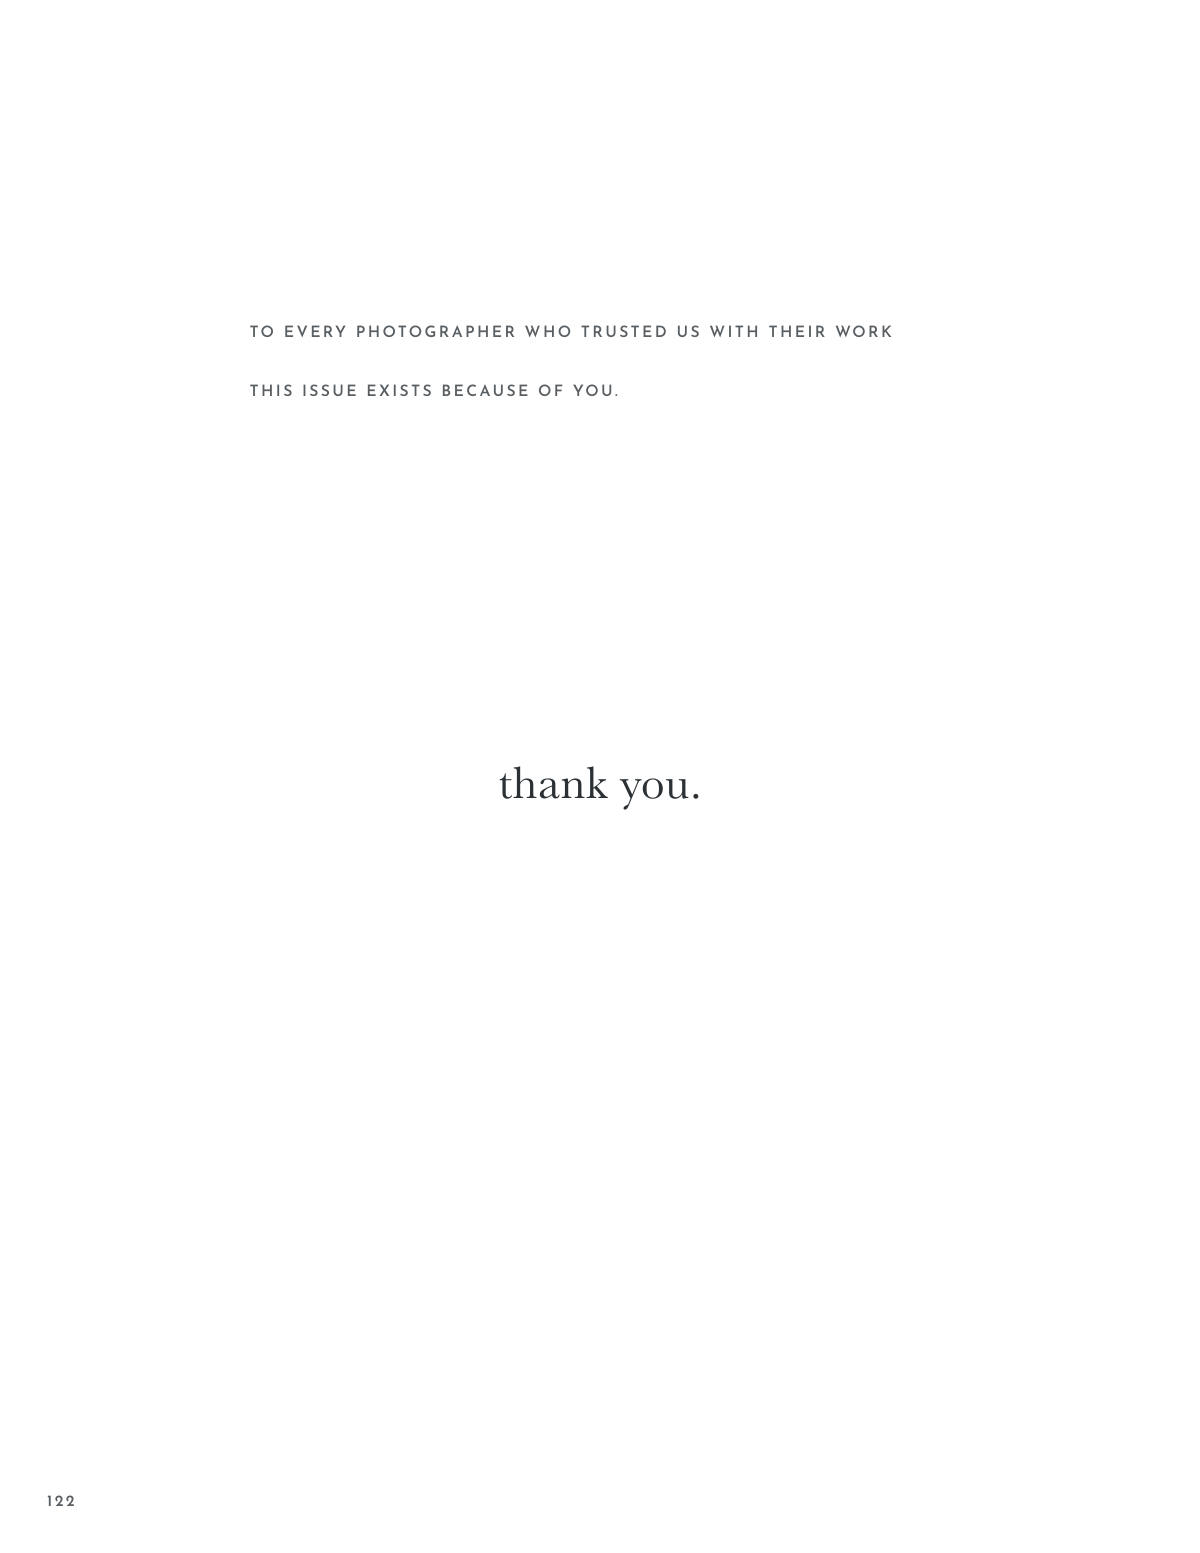 TO EVERY PHOTOGRAPHER WHO TRUSTED US WITH THEIR WORK
THIS ISSUE EXISTS BECAUSE OF YOU.
thank you.
122